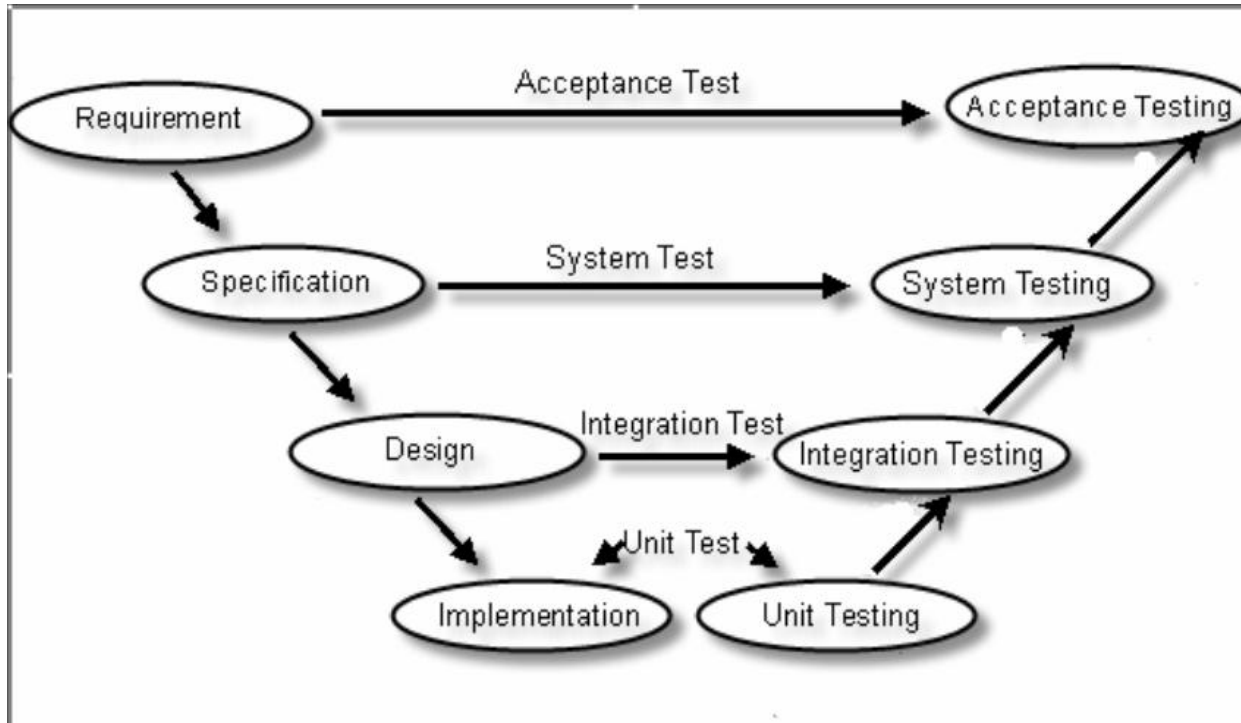 Acceptance Test
Requirement
Acceptance Testing
System Test
Specification
System Testing
Integration Test
Design
Integration Testing
Unit Test
Implementation
Unit Testing